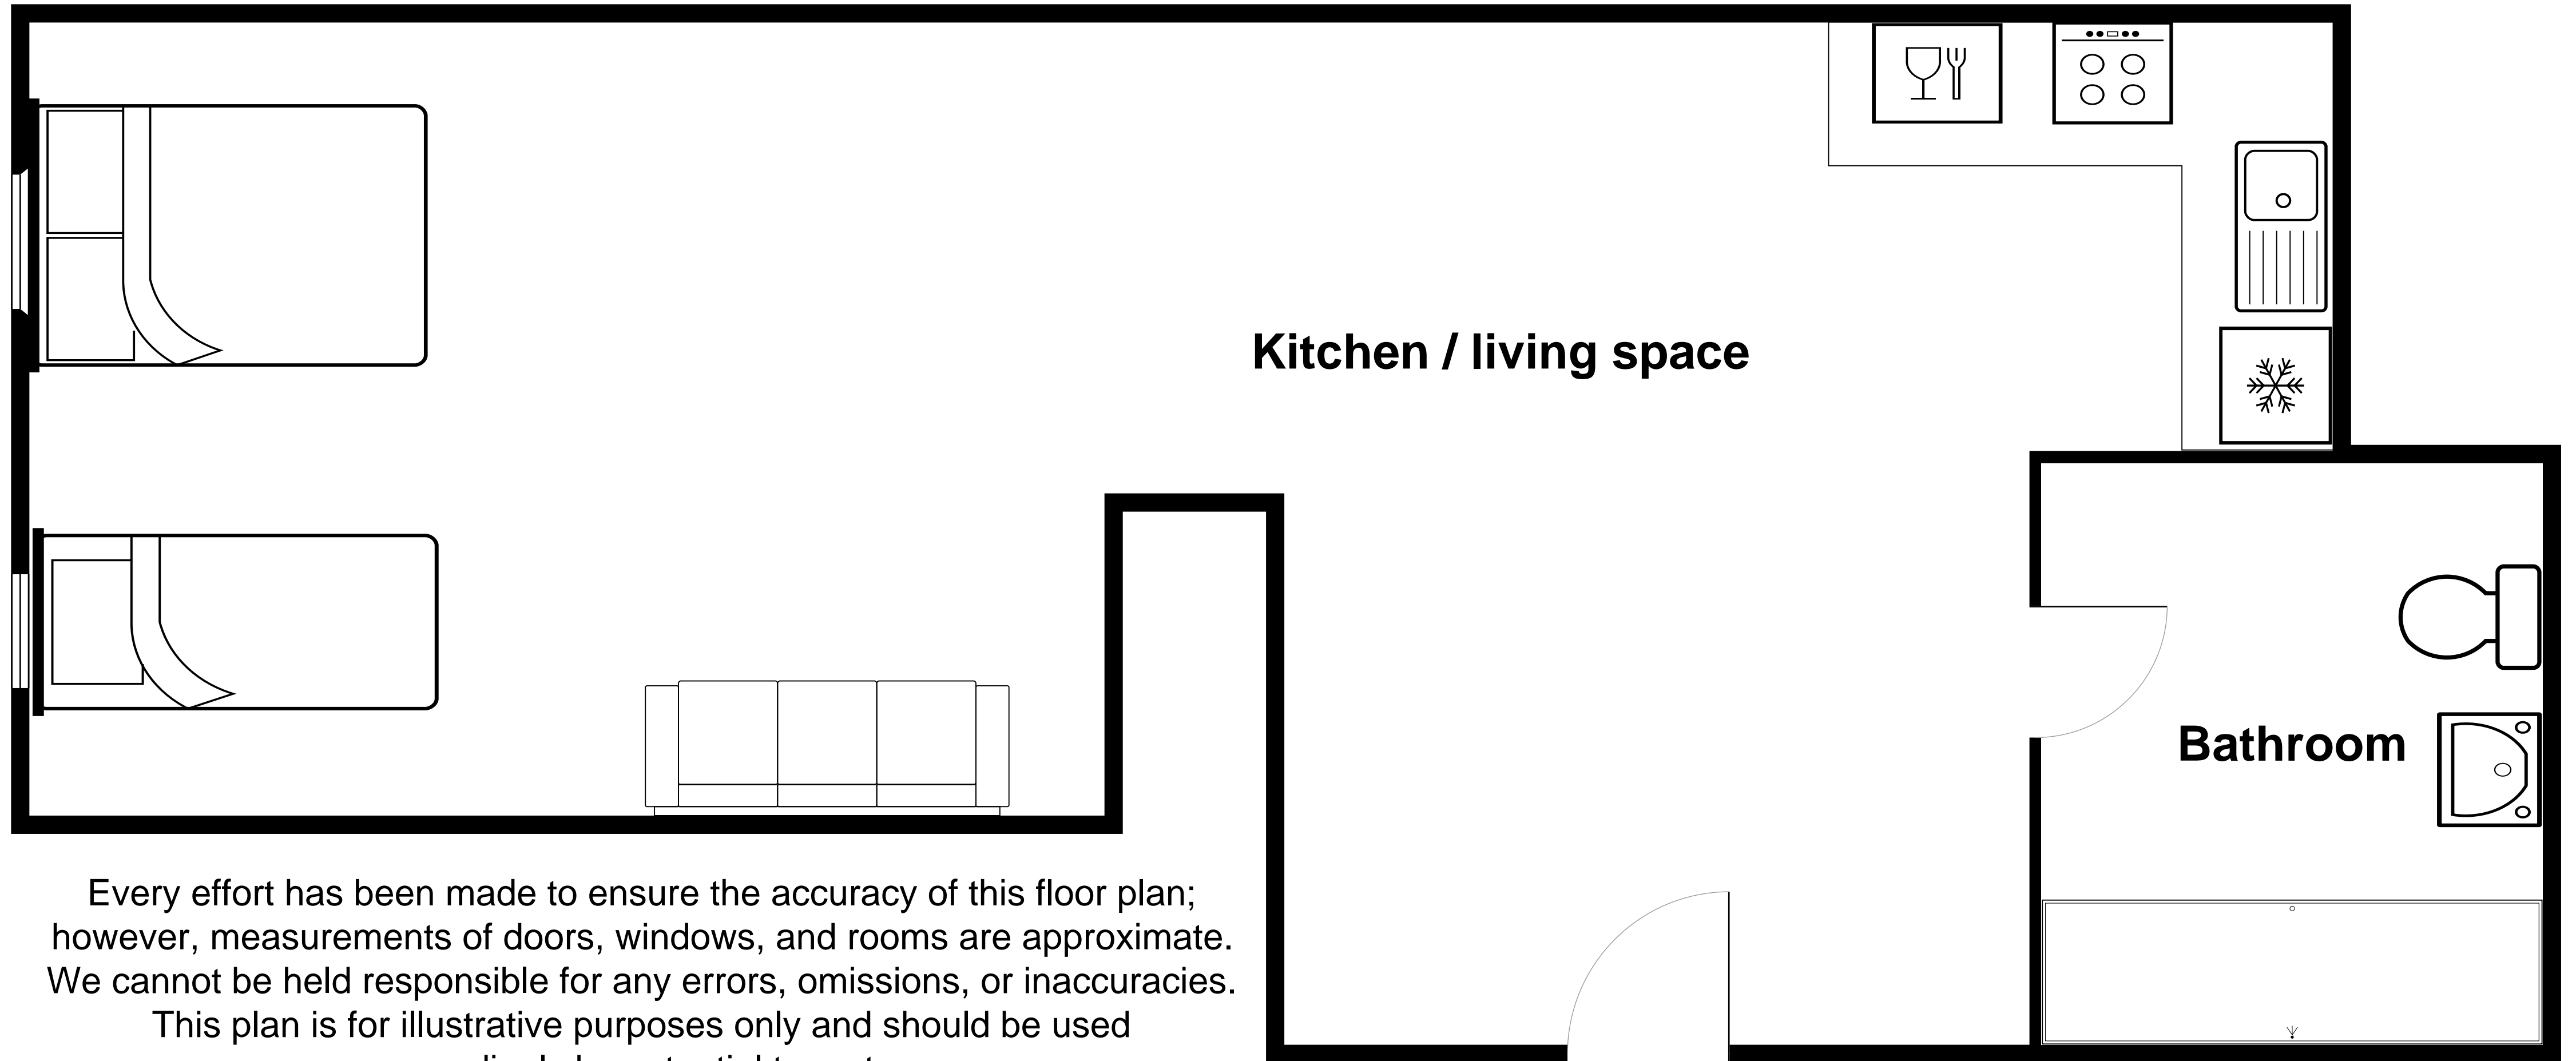 Kitchen / living space
Bathroom
Every effort has been made to ensure the accuracy of this floor plan;
however, measurements of doors, windows, and rooms are approximate.
We cannot be held responsible for any errors, omissions, or inaccuracies.
This plan is for illustrative purposes only and should be used